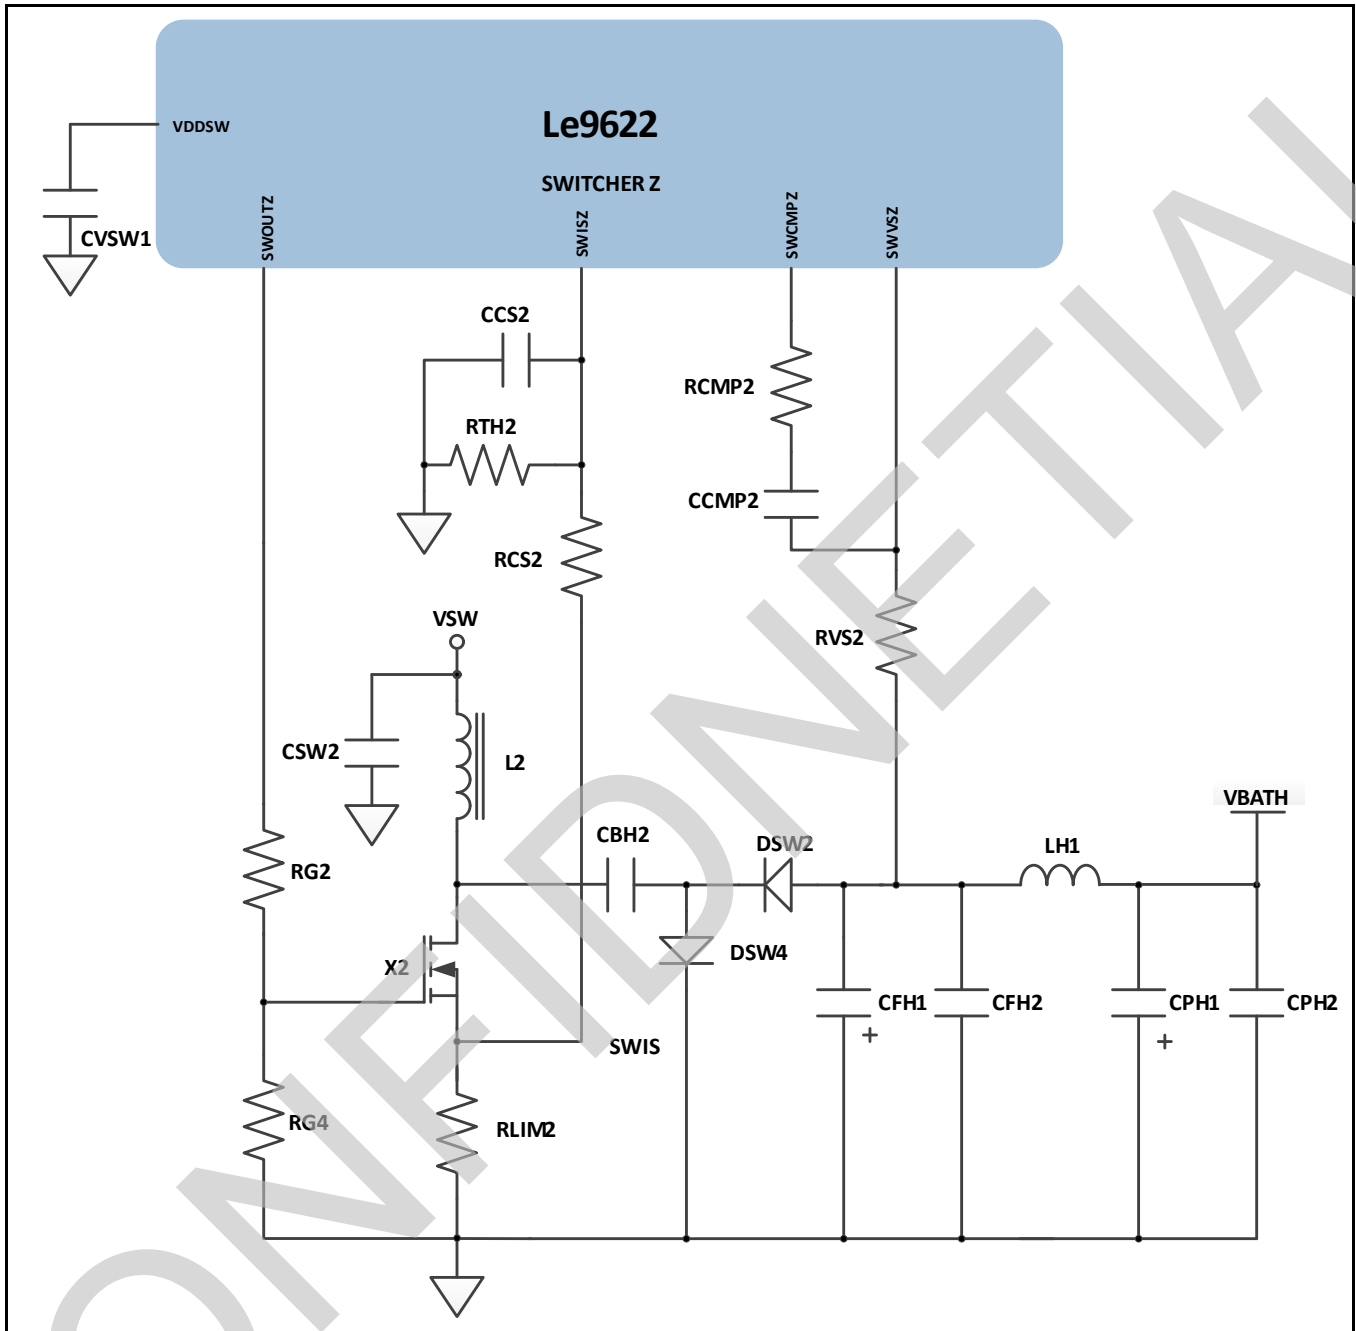 Le9622
VDDSW
SWITCHER Z
SWOUTZ
SWISZ
SWCMPZ
SWVSZ
CVSW1
CCS2
RTH2
RCMP2
CCMP2
RCS2
VSW
RVS2
CSW2
L2
VBATH
CBH2
DSW2
LH1
RG2
DSW4
X2
CFH1
CFH2
CPH1
CPH2
+
+
SWIS
RG4
RLIM2
ONFIDNETIAL